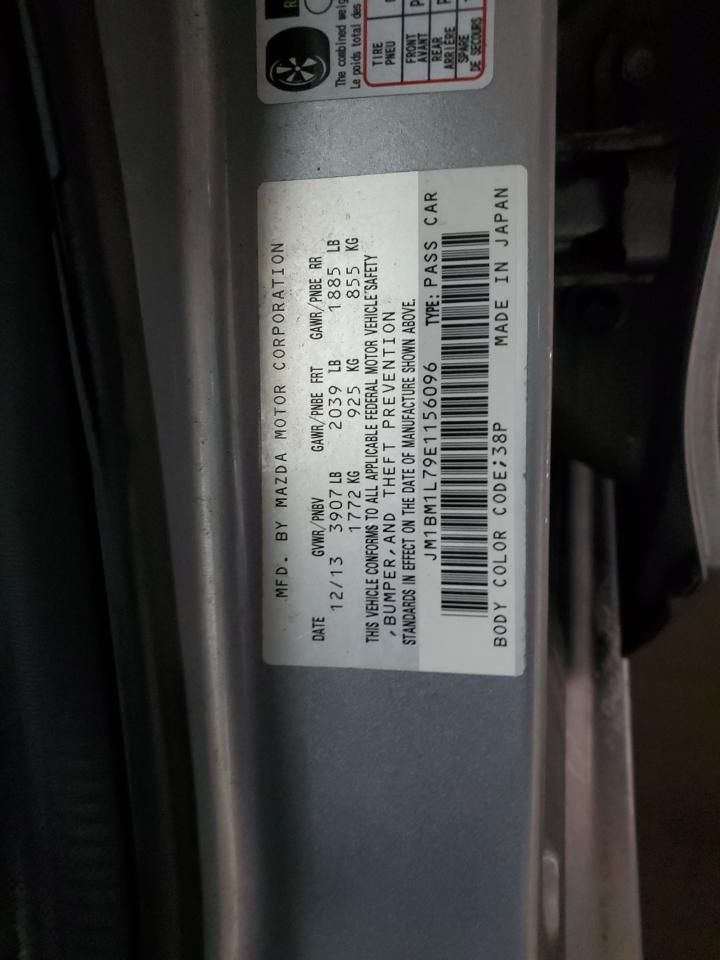 MFD. BY MAZDA MOTOR CORPORATION
DATE GVWR/PNBV GAWR/PNBE FRT GAWR/PNBE RR
12/13 3907 LB 2039 LB 1885 LB
1772 KG 925 KG 855 KG
THIS VEHICLE CONFORMS TO ALL APPLICABLE FEDERAL MOTOR VEHICLE SAFETY
,BUMPER,AND THEFT PREVENTION
STANDARDS IN EFFECT ON THE DATE OF MANUFACTURE SHOWN ABOVE.
JM1BM1L79E1156096 TYPE: PASS CAR
BODY COLOR CODE;38P MADE IN JAPAN
The combined
Le poids total des
TIRE
PNEU
FRONT
AVANT
REAR
ARRIÈRE
SPARE
DE SECOURS